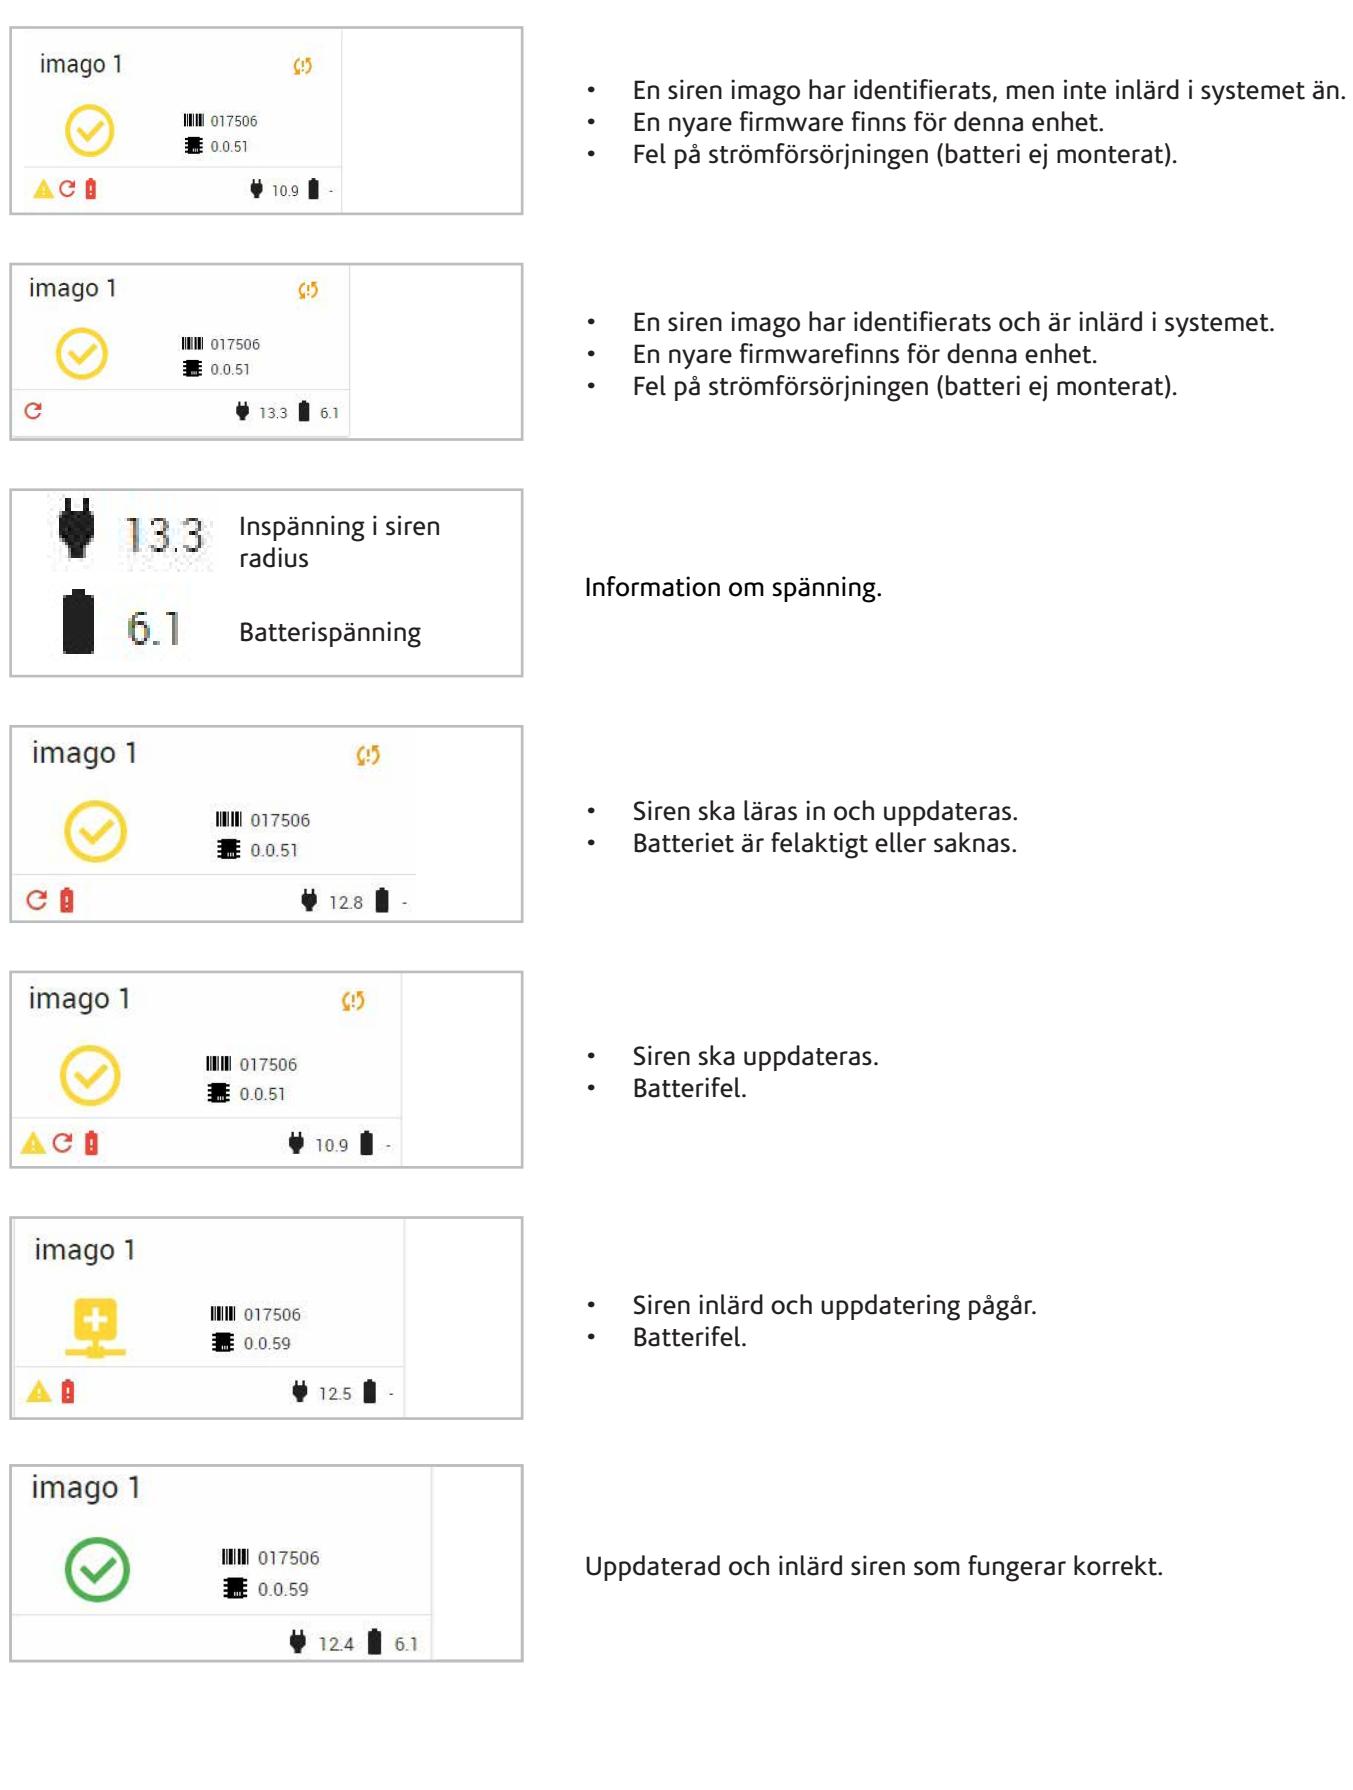 imago 1
017506
0.0.51
10.9 -
• En siren imago har identifierats, men inte inlärd i systemet än.
• En nyare firmware finns för denna enhet.
• Fel på strömförsörjningen (batteri ej monterat).
imago 1
017506
0.0.51
13.3 6.1
• En siren imago har identifierats och är inlärd i systemet.
• En nyare firmwarefinns för denna enhet.
• Fel på strömförsörjningen (batteri ej monterat).
13.3 Inspänning i siren
radius
6.1 Batterispänning
Information om spänning.
imago 1
017506
0.0.51
12.8 -
• Siren ska läras in och uppdateras.
• Batteriet är felaktigt eller saknas.
imago 1
017506
0.0.51
10.9 -
• Siren ska uppdateras.
• Batterifel.
imago 1
017506
0.0.59
12.5 -
• Siren inlärd och uppdatering pågår.
• Batterifel.
imago 1
017506
0.0.59
12.4 6.1
Uppdaterad och inlärd siren som fungerar korrekt.